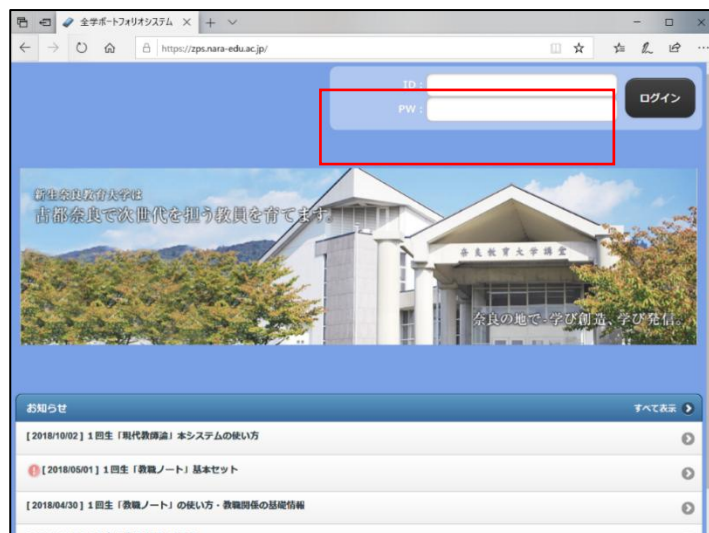 全学ポートフォリオシステム
https://zps.nara-edu.ac.jp/
ID :
PW :
ログイン
新生奈良教育大学は
古都奈良で次世代を担う教員を育てます。
奈良教育大学講堂
奈良の地で-学び創造、学び発信。
お知らせ
すべて表示
[ 2018/10/02 ] 1回生「現代教師論」本システムの使い方
[ 2018/05/01 ] 1回生「教職ノート」基本セット
[ 2018/04/30 ] 1回生「教職ノート」の使い方・教職関係の基礎情報